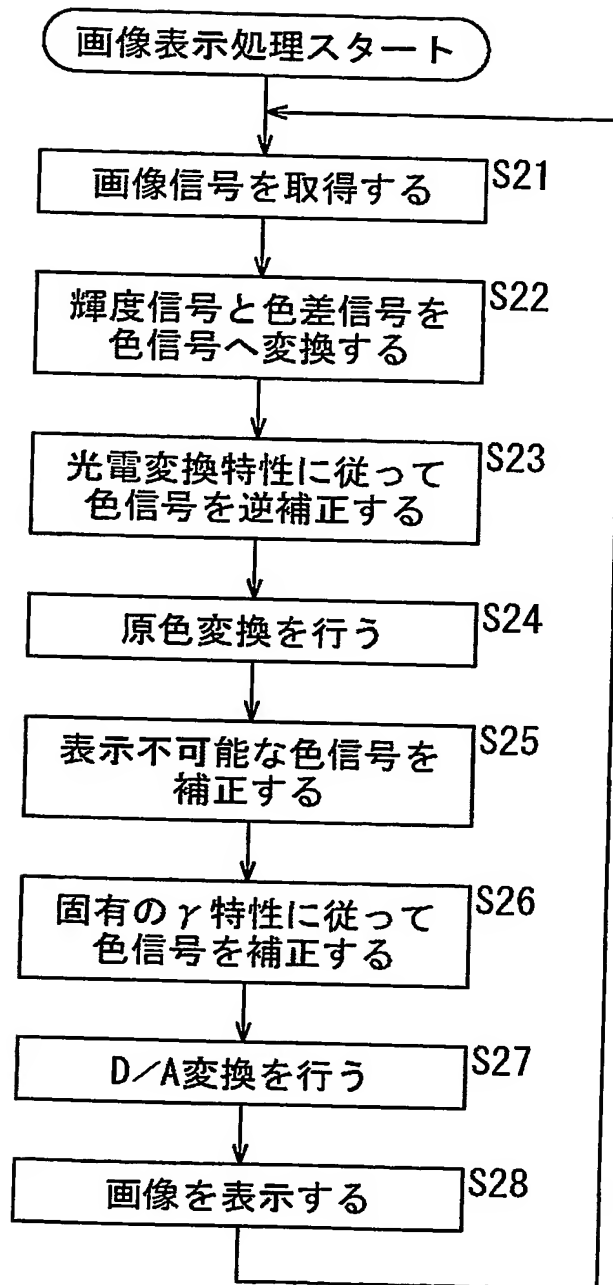 画像表示処理スタート
画像信号を取得する
S21
輝度信号と色差信号を
色信号へ変換する
S22
光電変換特性に従って
色信号を逆補正する
S23
原色変換を行う
S24
表示不可能な色信号を
補正する
S25
固有のγ特性に従って
色信号を補正する
S26
D/A変換を行う
S27
画像を表示する
S28